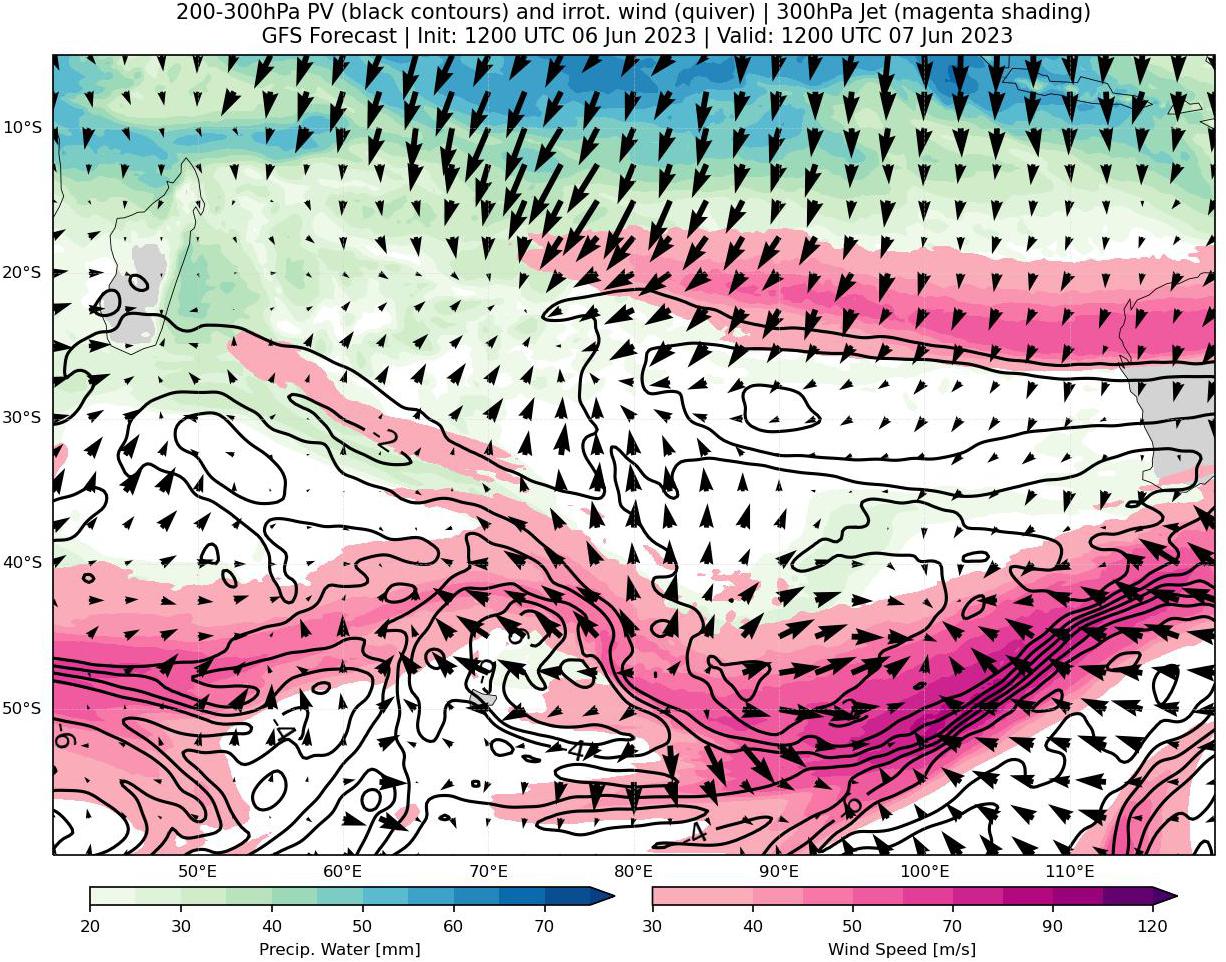 200-300hPa PV (black contours) and irrot. wind (quiver) | 300hPa Jet (magenta shading)
GFS Forecast | Init: 1200 UTC 06 Jun 2023 | Valid: 1200 UTC 07 Jun 2023
10°S
20°S
30°S
40°S
50°S
-2
-6
-4
-4
50°E 60°E 70°E 80°E 90°E 100°E 110°E
20 30 40 50 60 70
30 40 50 70 90 120
Precip. Water [mm]
Wind Speed [m/s]